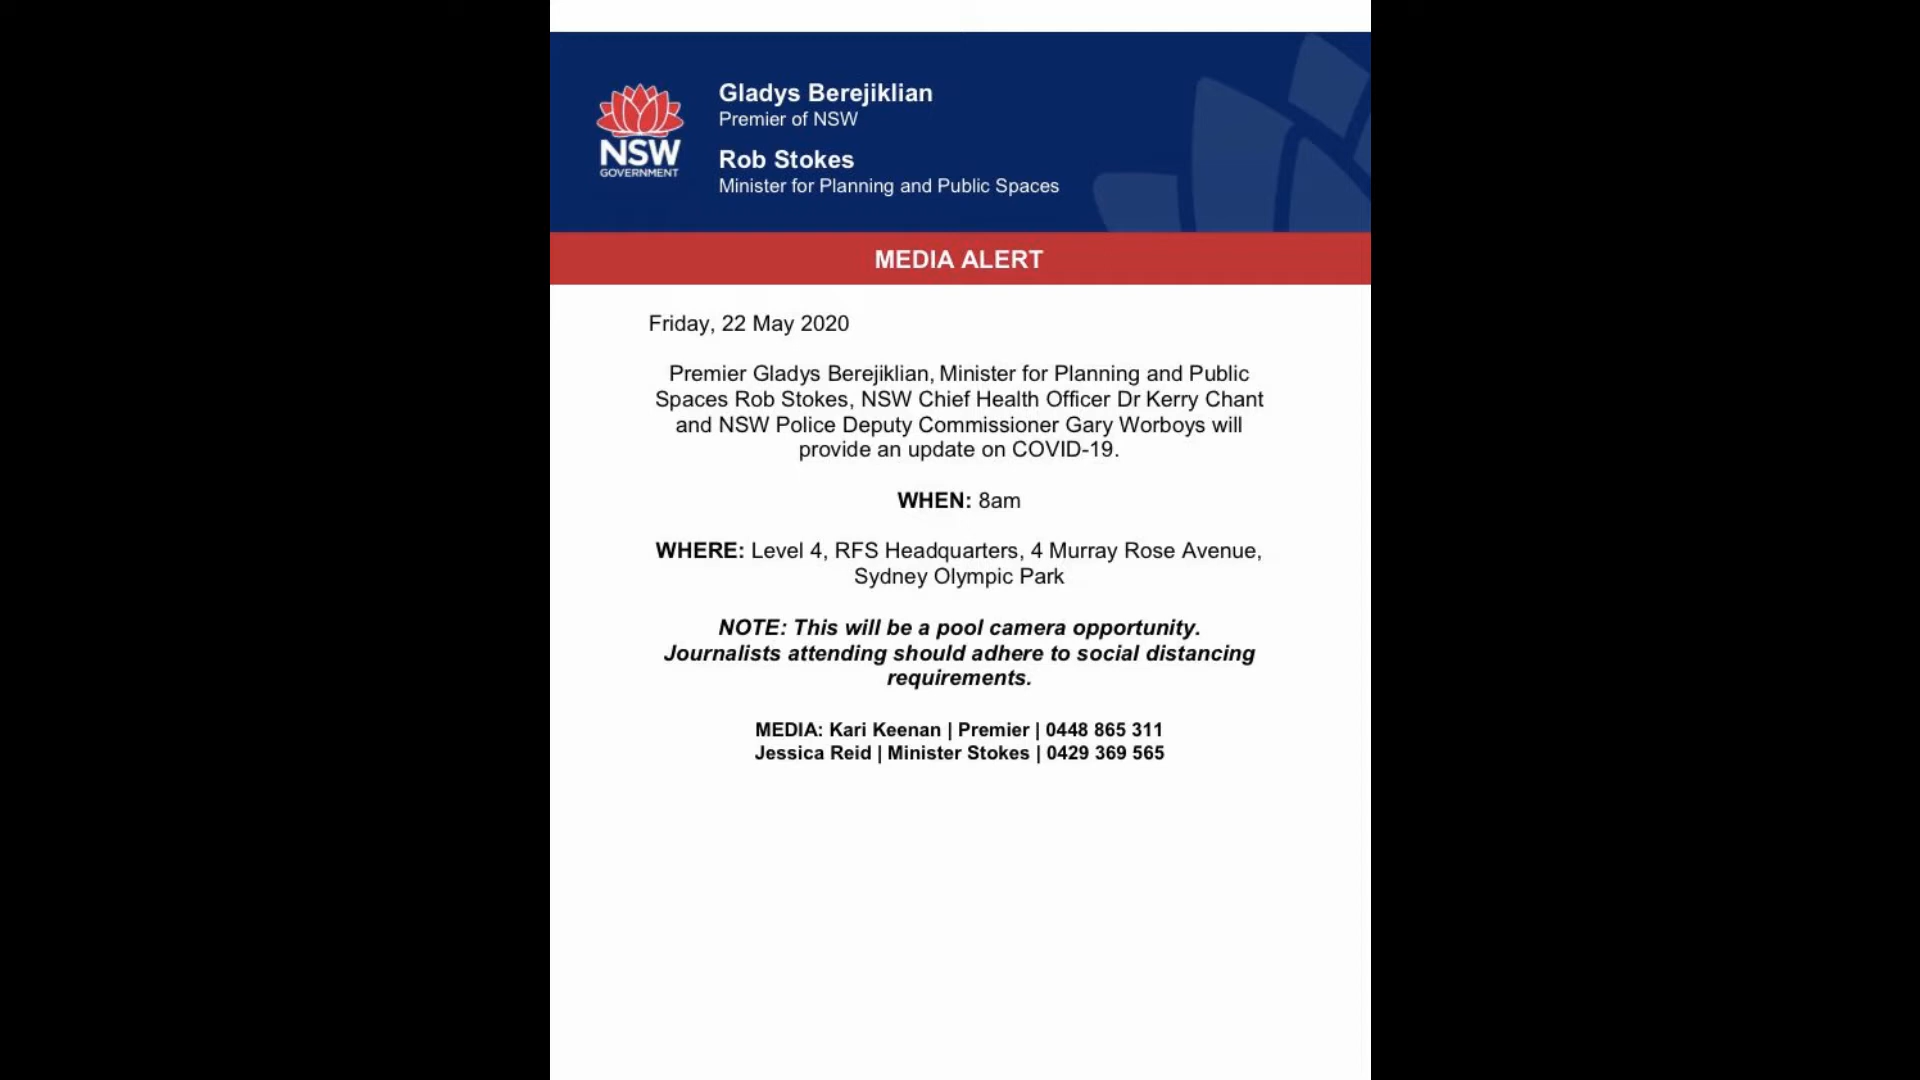 Gladys Berejiklian
Premier of NSW
Rob Stokes
Minister for Planning and Public Spaces
NSW
GOVERNMENT
MEDIA ALERT
Friday, 22 May 2020
Premier Gladys Berejiklian, Minister for Planning and Public
Spaces Rob Stokes, NSW Chief Health Officer Dr Kerry Chant
and NSW Police Deputy Commissioner Gary Worboys will
provide an update on COVID-19.
WHEN: 8am
WHERE: Level 4, RFS Headquarters, 4 Murray Rose Avenue,
Sydney Olympic Park
NOTE: This will be a pool camera opportunity.
Journalists attending should adhere to social distancing
requirements.
MEDIA: Kari Keenan | Premier | 0448 865 311
Jessica Reid | Minister Stokes | 0429 369 565